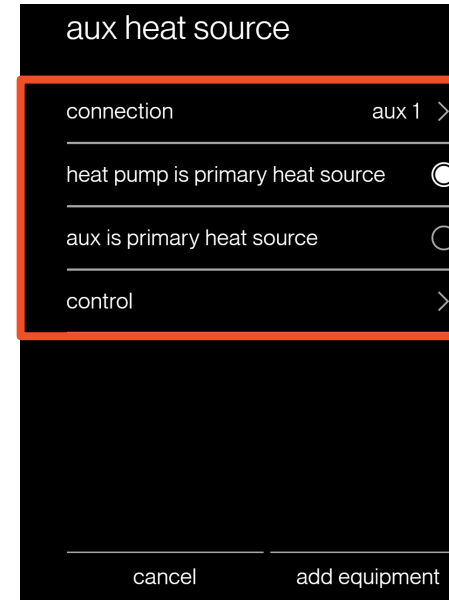 aux heat source
connection aux 1
heat pump is primary heat source
aux is primary heat source
control
cancel add equipment